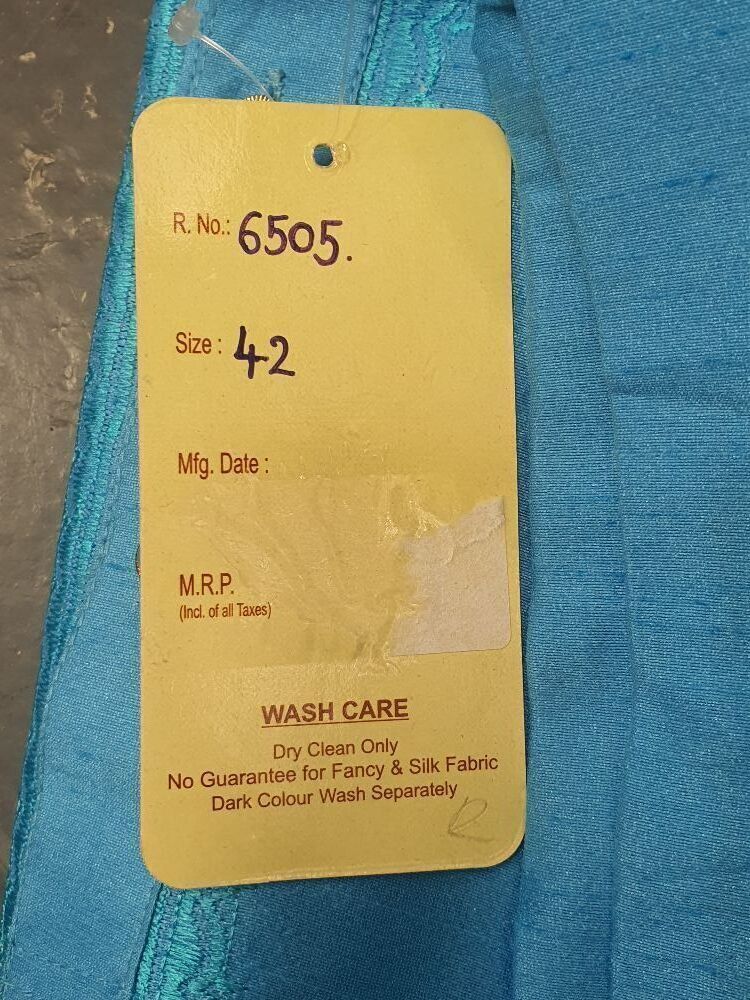 R. No.: 6505.
Size : 42
Mfg. Date :
M.R.P.
(Incl. of all Taxes)
WASH CARE
Dry Clean Only
No Guarantee for Fancy & Silk Fabric
Dark Colour Wash Separately